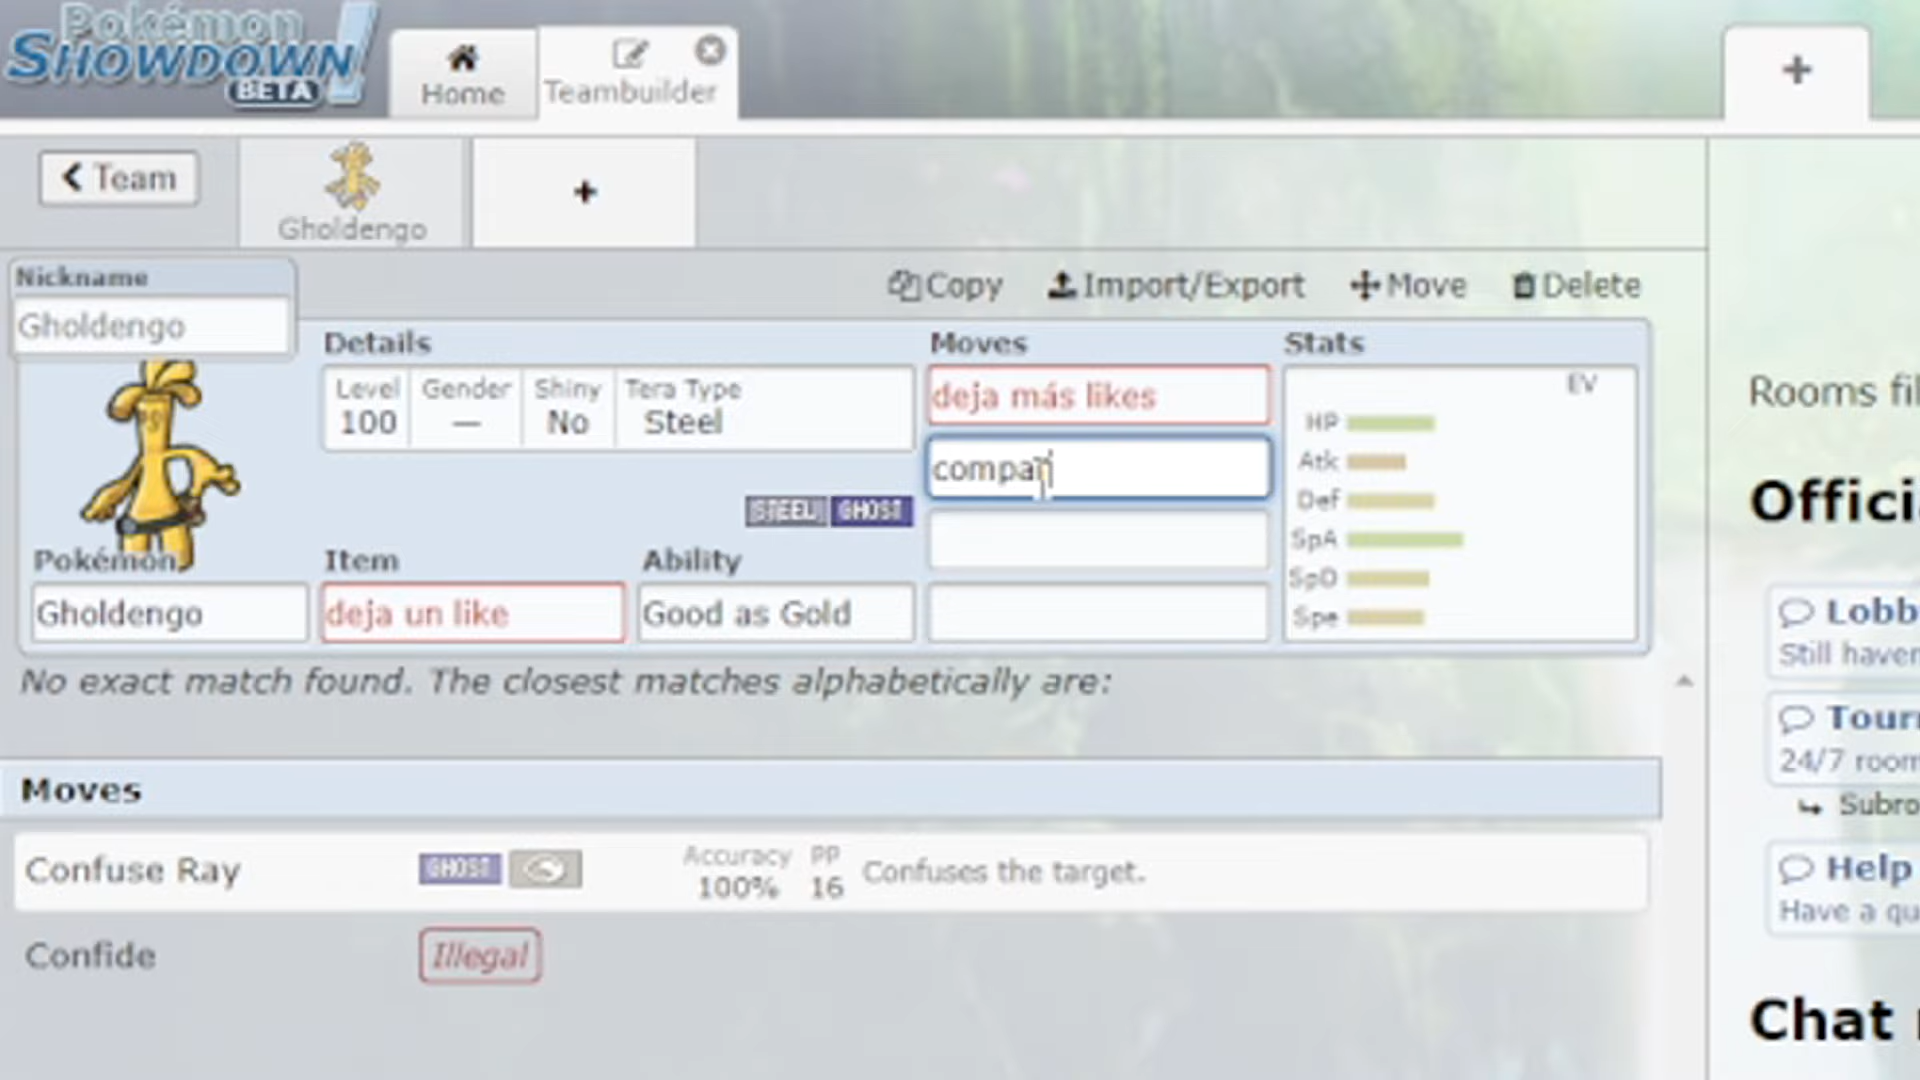 Pokémon
SHOWDOWN!
BETA
Home
Teambuilder
Team
Gholdengo
Nickname
Gholdengo
Copy
Import/Export
Move
Delete
Details
Level
100
Gender
—
Shiny
No
Tera Type
Steel
STEEL
GHOST
Pokémon
Gholdengo
Item
deja un like
Ability
Good as Gold
Moves
deja más likes
Stats
EV
HP
Atk
Def
SpA
SpD
Spe
No exact match found. The closest matches alphabetically are:
Moves
Confuse Ray
GHOST
Accuracy
100%
PP
16
Confuses the target.
Confide
Illegal
Rooms
Offici
Lobb
Still haven
Tour
24/7 room
Subro
Help
Have a qu
Chat